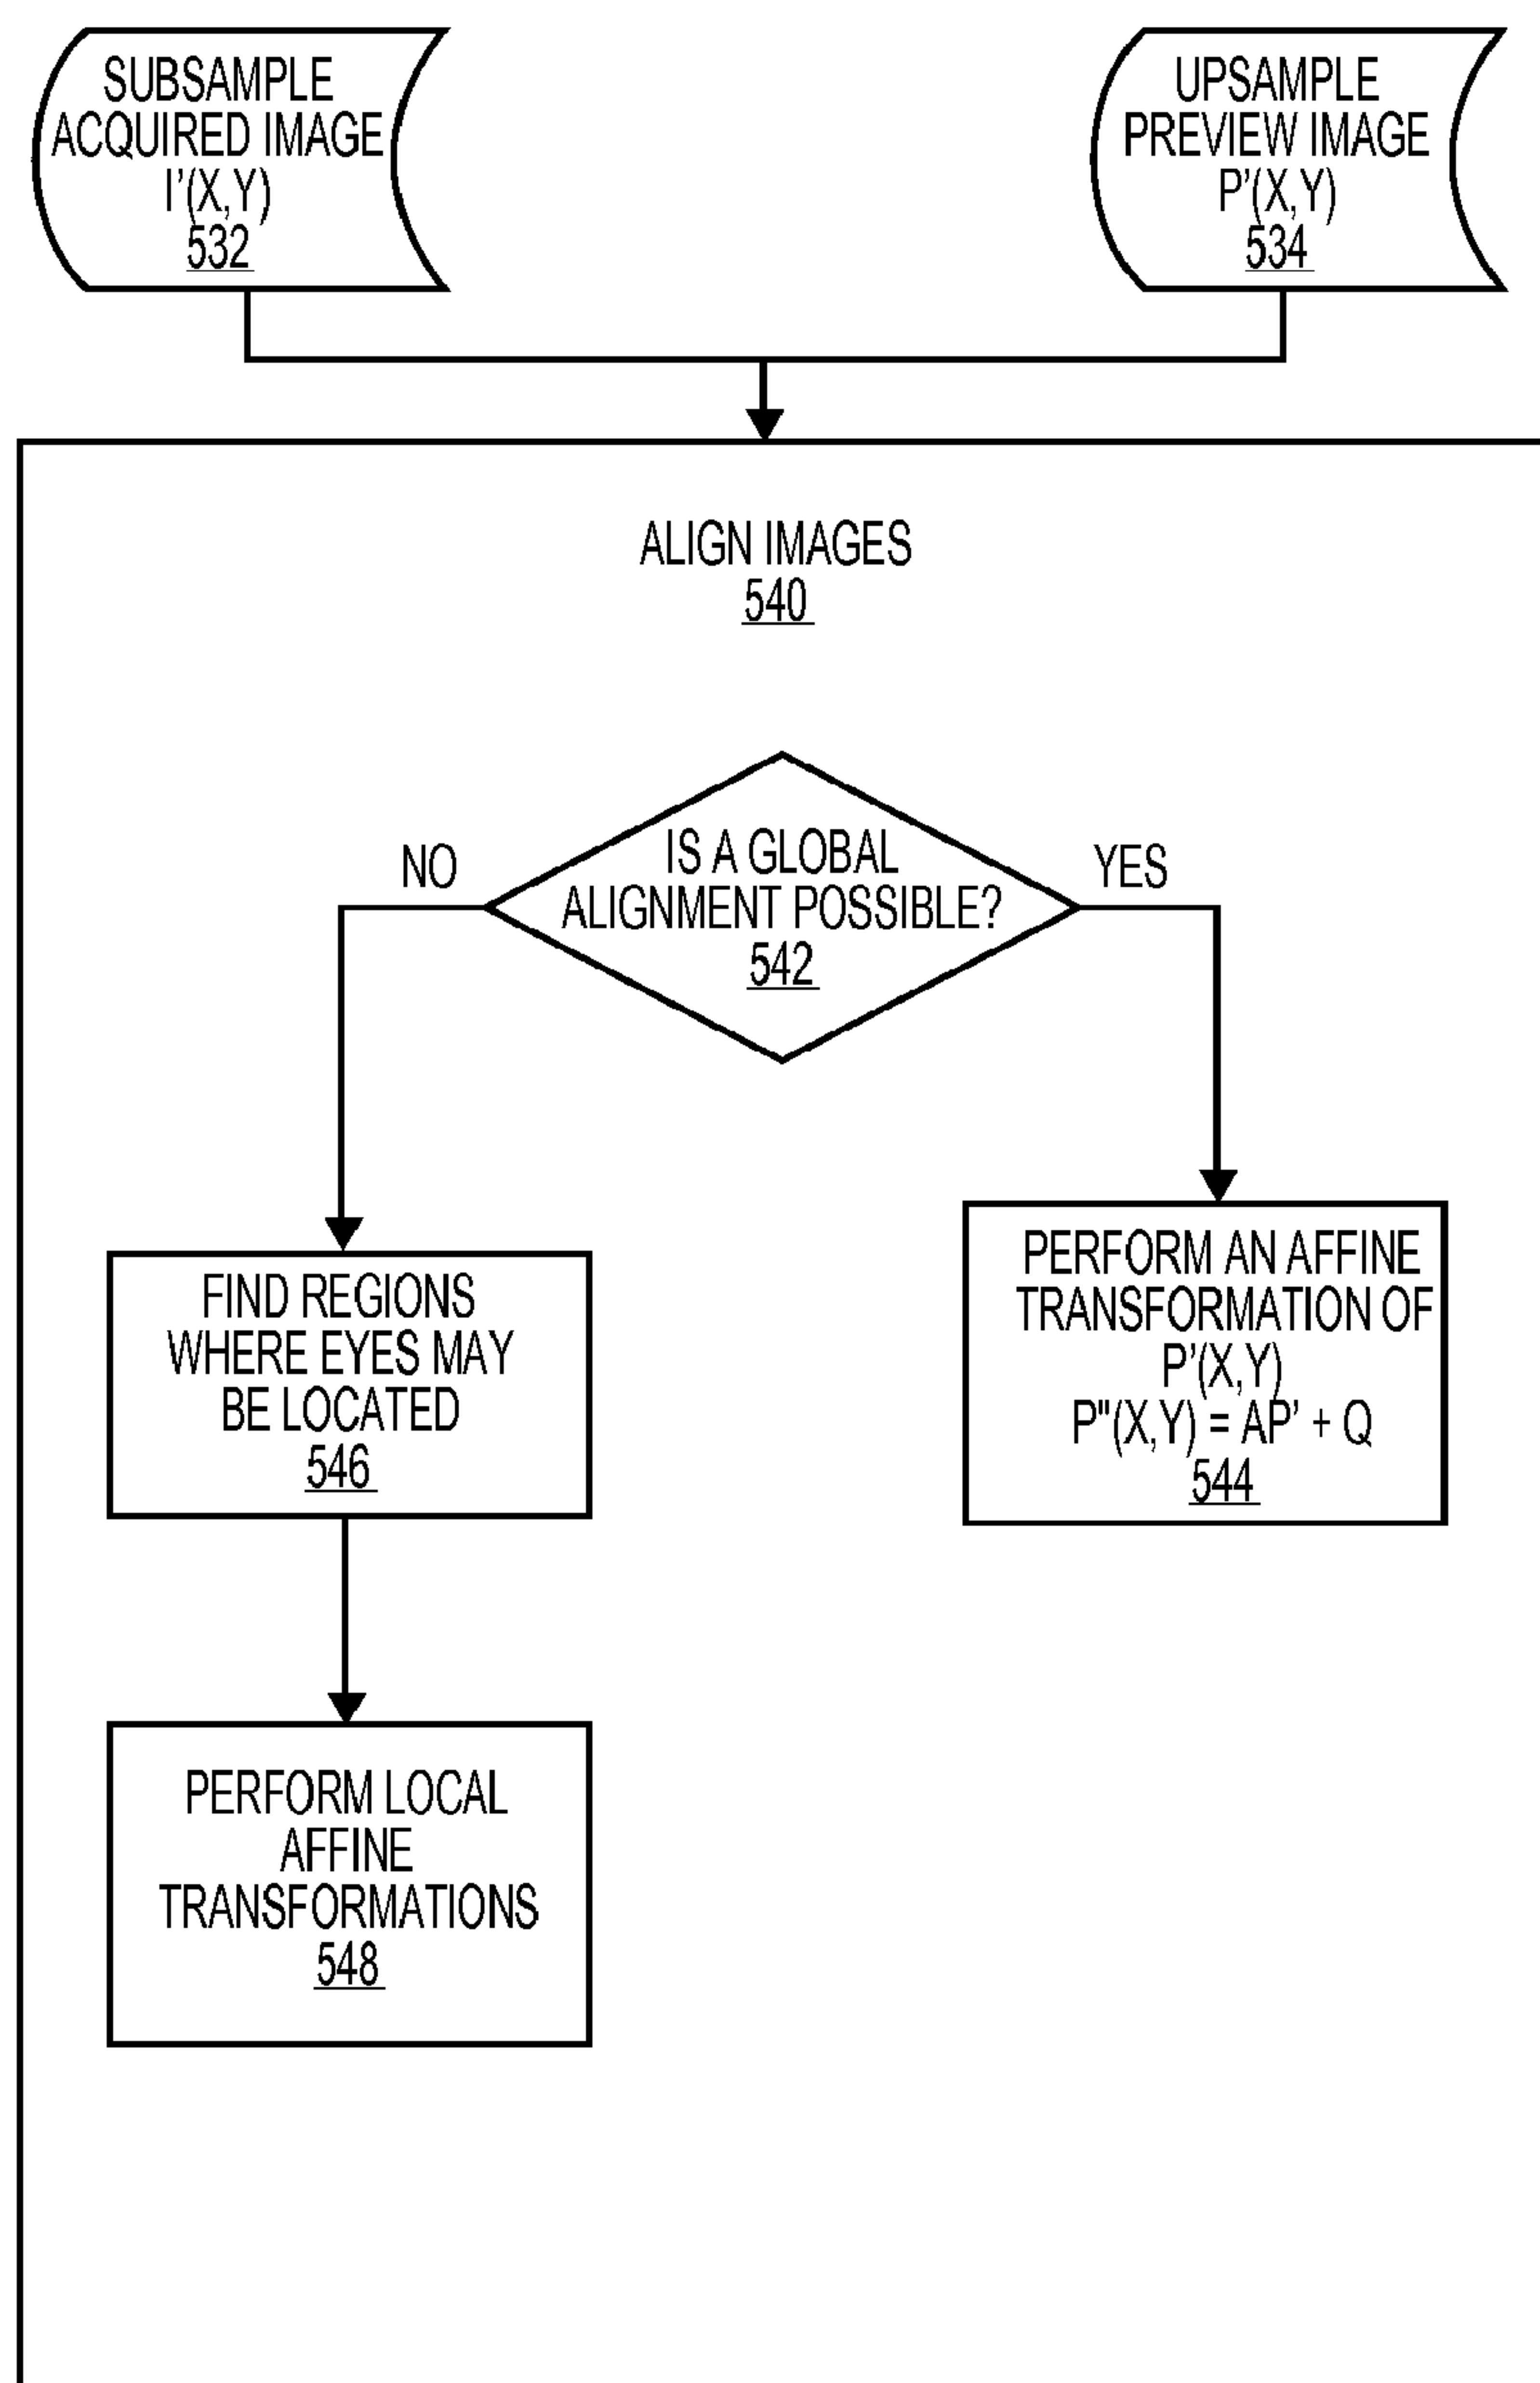 SUBSAMPLE
ACQUIRED IMAGE
I'(X,Y)
532
UPSAMPLE
PREVIEW IMAGE
P'(X,Y)
534
ALIGN IMAGES
540
IS A GLOBAL
ALIGNMENT POSSIBLE?
542
NO
YES
FIND REGIONS
WHERE EYES MAY
BE LOCATED
546
PERFORM AN AFFINE
TRANSFORMATION OF
P'(X,Y)
P"(X,Y) = AP' + Q
544
PERFORM LOCAL
AFFINE
TRANSFORMATIONS
548